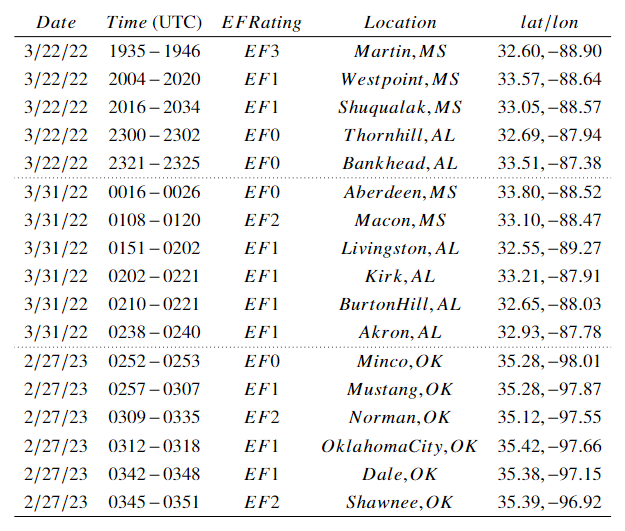 Date Time (UTC) EFRating Location lat/lon
3/22/22 1935−1946 EF3 Martin,MS 32.60,−88.90
3/22/22 2004−2020 EF1 Westpoint,MS 33.57,−88.64
3/22/22 2016−2034 EF1 Shuqualak,MS 33.05,−88.57
3/22/22 2300−2302 EF0 Thornhill,AL 32.69,−87.94
3/22/22 2321−2325 EF0 Bankhead,AL 33.51,−87.38
3/31/22 0016−0026 EF0 Aberdeen,MS 33.80,−88.52
3/31/22 0108−0120 EF2 Macon,MS 33.10,−88.47
3/31/22 0151−0202 EF1 Livingston,AL 32.55,−89.27
3/31/22 0202−0221 EF1 Kirk,AL 33.21,−87.91
3/31/22 0210−0221 EF1 BurtonHill,AL 32.65,−88.03
3/31/22 0238−0240 EF1 Akron,AL 32.93,−87.78
2/27/23 0252−0253 EF0 Minco,OK 35.28,−98.01
2/27/23 0257−0307 EF1 Mustang,OK 35.28,−97.87
2/27/23 0309−0335 EF2 Norman,OK 35.12,−97.55
2/27/23 0312−0318 EF1 OklahomaCity,OK 35.42,−97.66
2/27/23 0342−0348 EF1 Dale,OK 35.38,−97.15
2/27/23 0345−0351 EF2 Shawnee,OK 35.39,−96.92